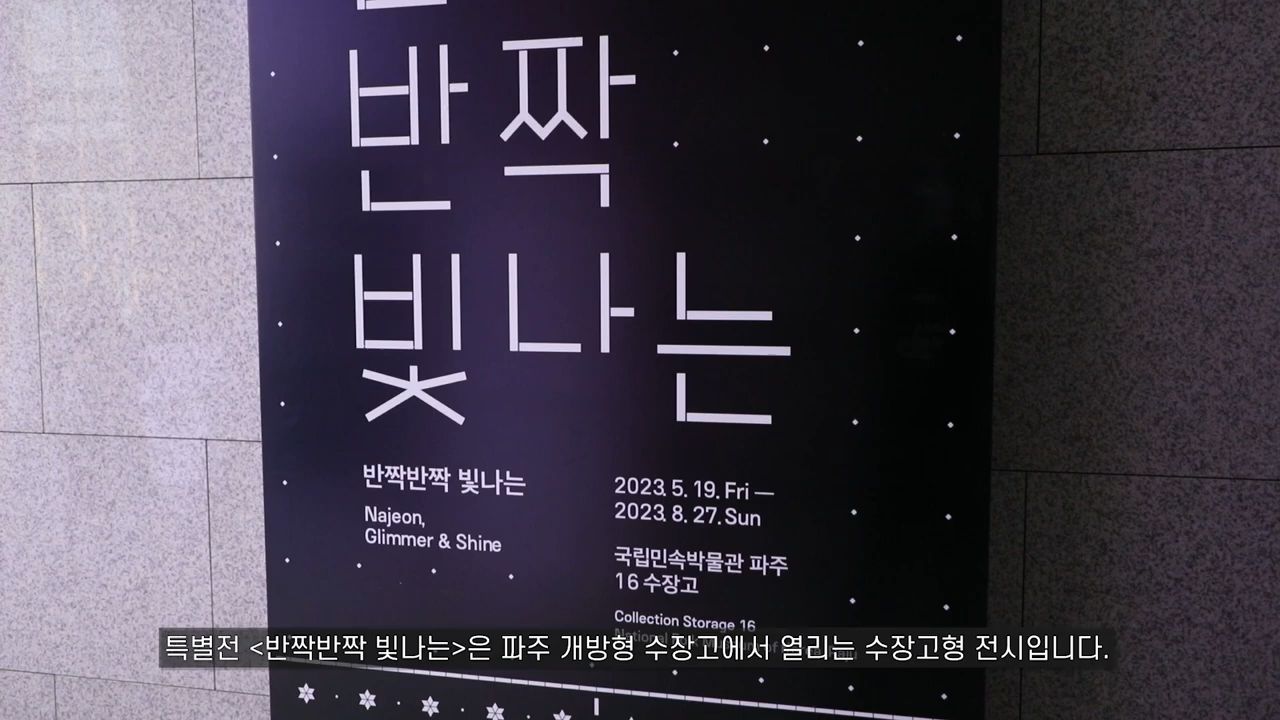 반짝
빛나는
반짝반짝 빛나는
Najeon,
Glimmer & Shine
2023. 5. 19. Fri —
2023. 8. 27. Sun
국립민속박물관 파주
16 수장고
Collection Storage 16
특별전 <반짝반짝 빛나는>은 파주 개방형 수장고에서 열리는 수장고형 전시입니다.